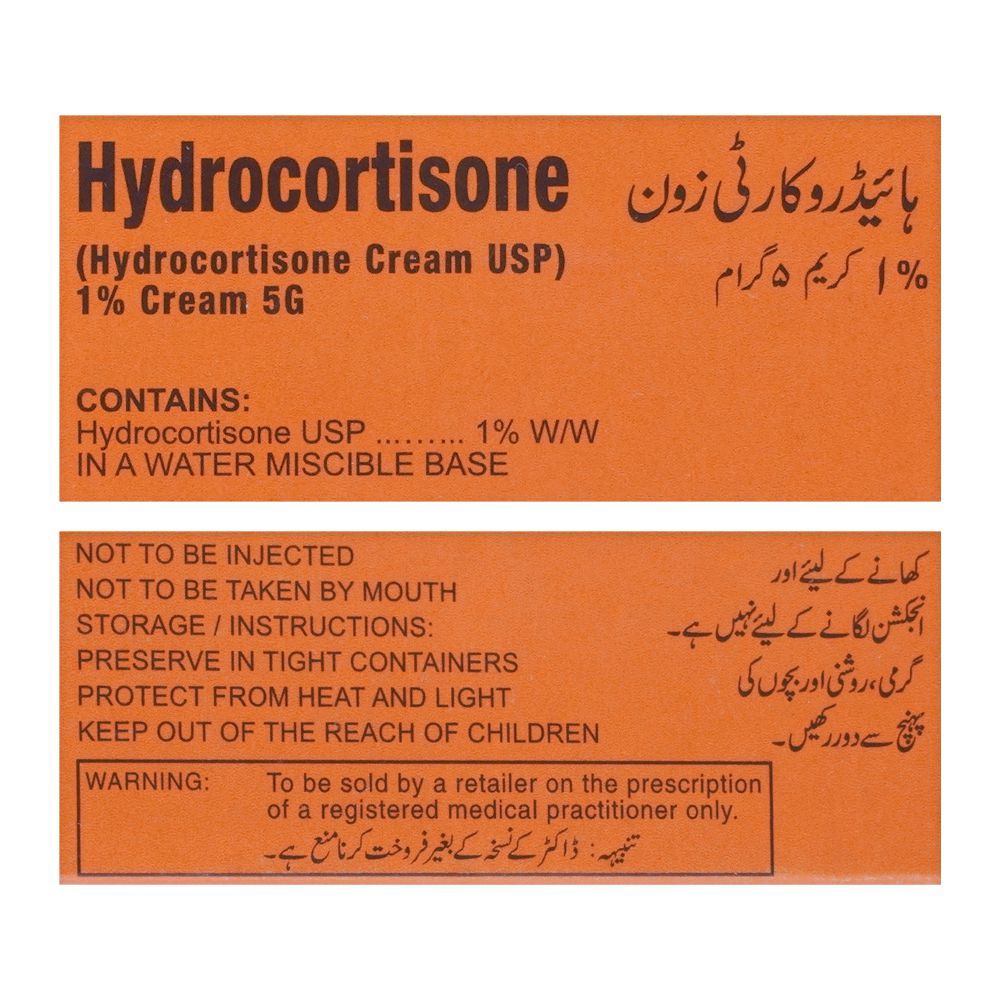 Hydrocortisone
ہائیڈروکارٹی زون
(Hydrocortisone Cream USP)
1% Cream 5G
1% کریم ۵ گرام
CONTAINS:
Hydrocortisone USP ......... 1% W/W
IN A WATER MISCIBLE BASE
NOT TO BE INJECTED
NOT TO BE TAKEN BY MOUTH
STORAGE / INSTRUCTIONS:
PRESERVE IN TIGHT CONTAINERS
PROTECT FROM HEAT AND LIGHT
KEEP OUT OF THE REACH OF CHILDREN
کھانے کے لیئے اور
انجکشن لگانے کے لیئے نہیں ہے۔
گرمی، روشنی اور بچوں کی
پہنچ سے دور رکھیں۔
WARNING: To be sold by a retailer on the prescription
of a registered medical practitioner only.
تنبیہہ: ڈاکٹر کے نسخہ کے بغیر فروخت کرنا منع ہے۔